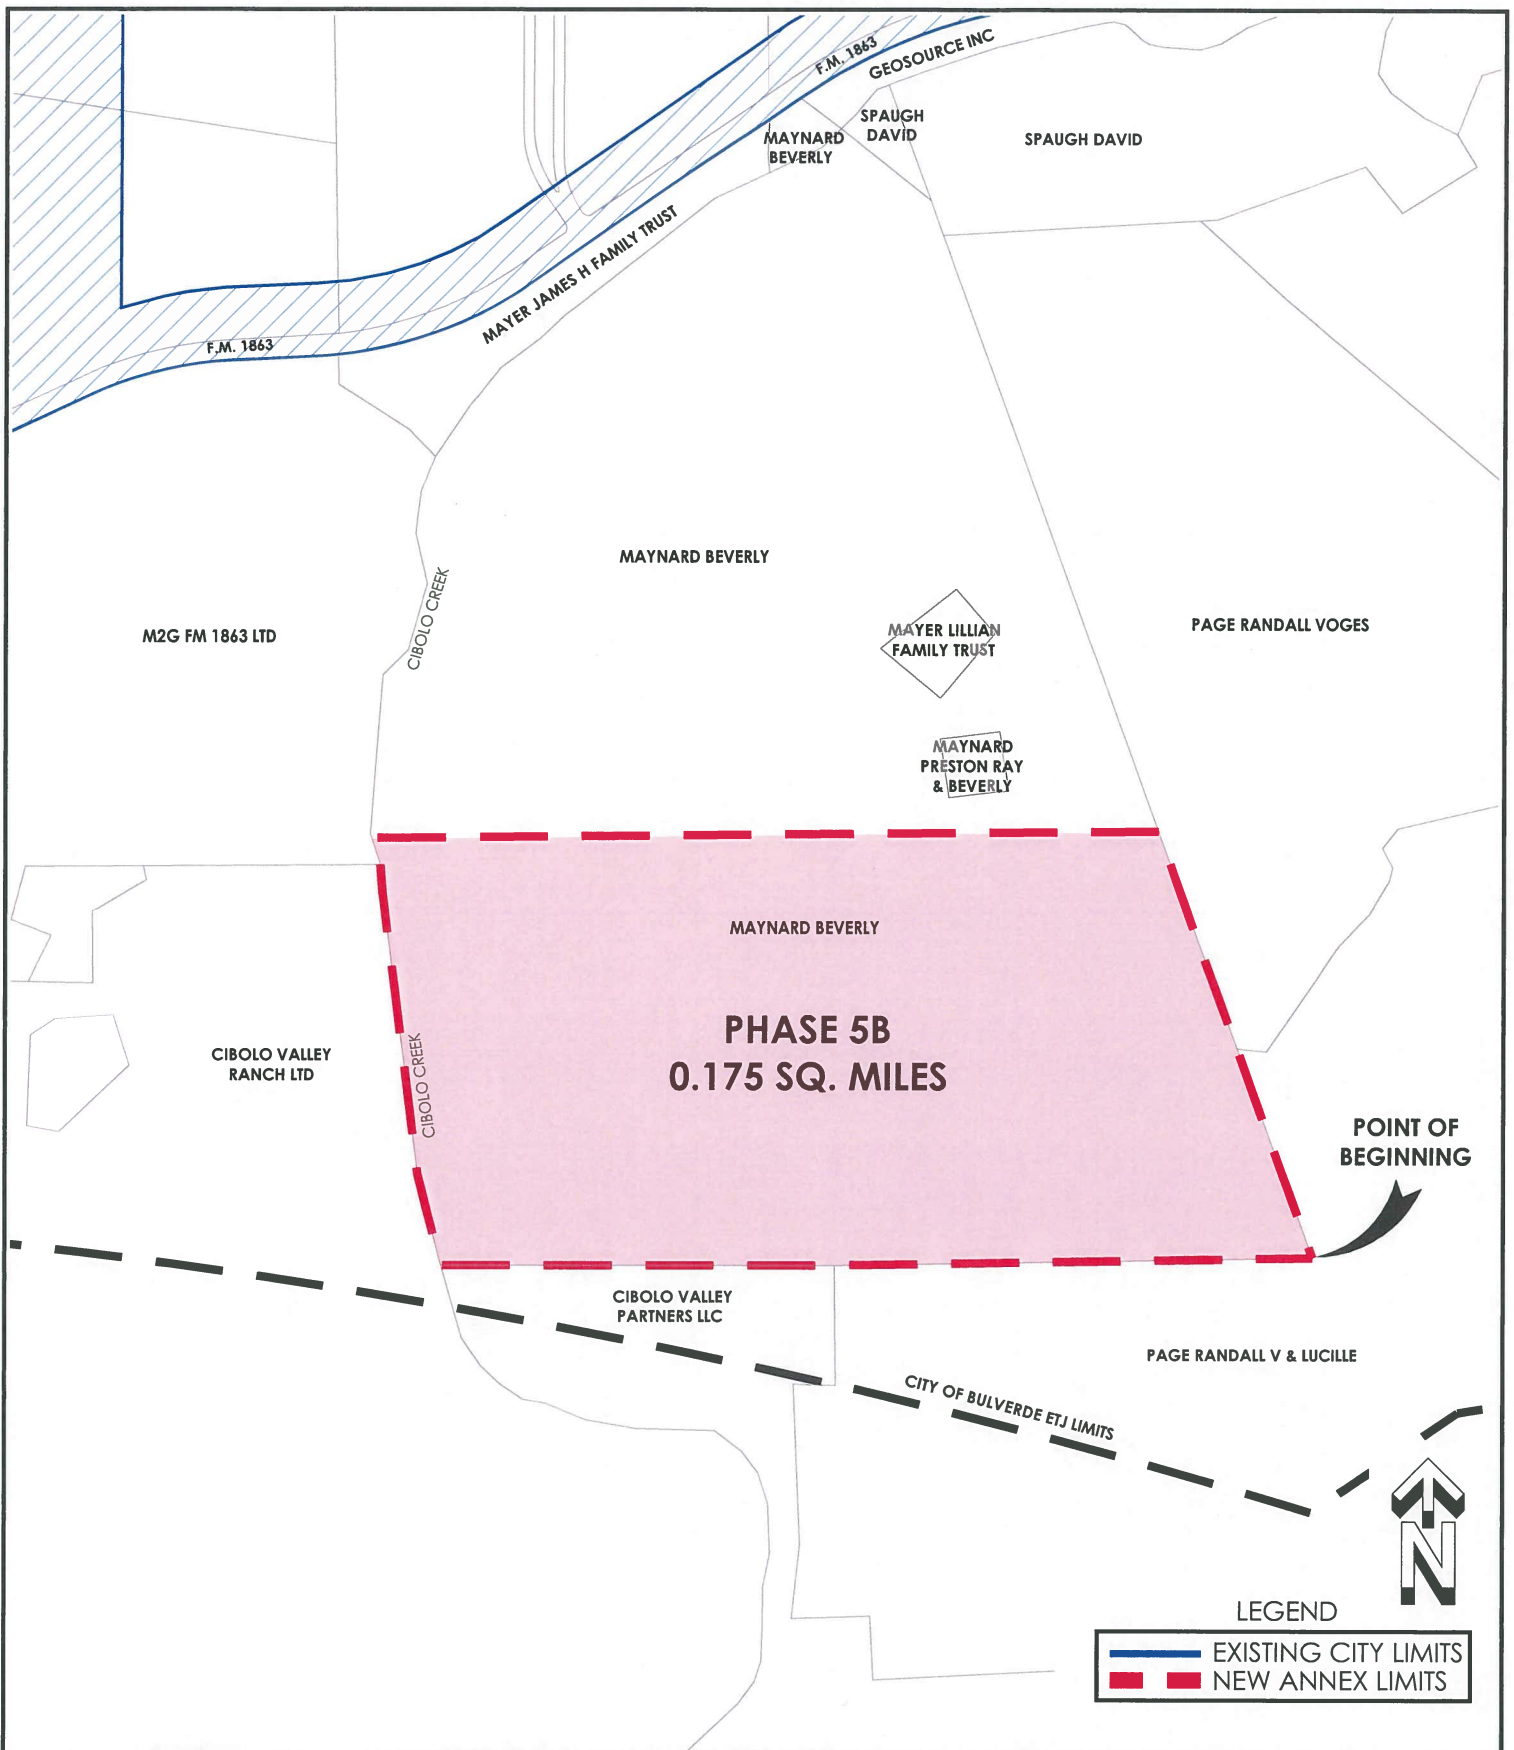 F.M. 1863
GEOSOURCE INC
SPAUGH
DAVID
MAYNARD
BEVERLY
SPAUGH DAVID
MAYER JAMES H FAMILY TRUST
F.M. 1863
MAYNARD BEVERLY
CIBOLO CREEK
M2G FM 1863 LTD
MAYER LILLIAN
FAMILY TRUST
PAGE RANDALL VOGES
MAYNARD
PRESTON RAY
& BEVERLY
MAYNARD BEVERLY
PHASE 5B
0.175 SQ. MILES
CIBOLO VALLEY
RANCH LTD
CIBOLO CREEK
POINT OF
BEGINNING
CIBOLO VALLEY
PARTNERS LLC
PAGE RANDALL V & LUCILLE
CITY OF BULVERDE ETJ LIMITS
N
LEGEND
EXISTING CITY LIMITS
NEW ANNEX LIMITS